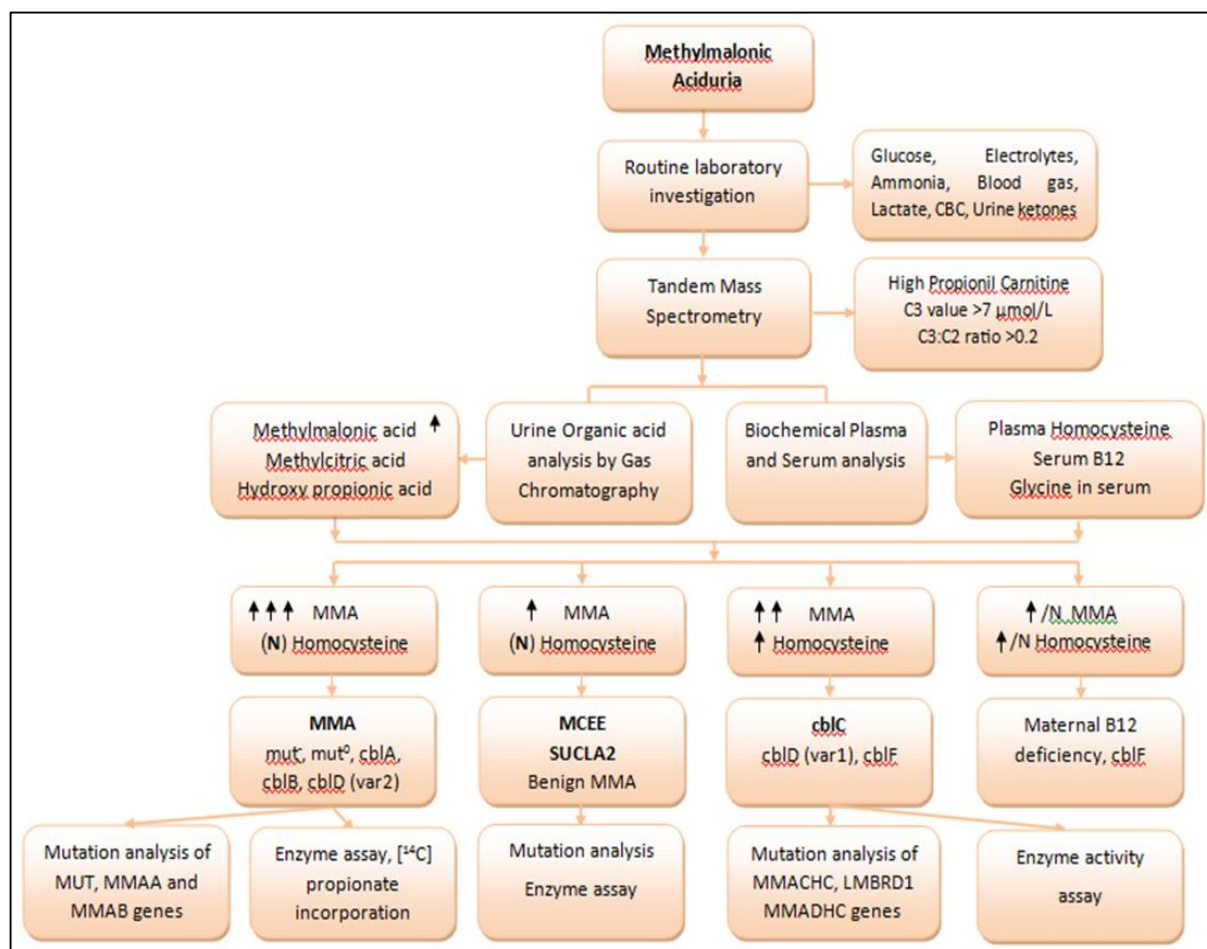 Methylmalonic
Aciduria
Routine laboratory
investigation
Glucose, Electrolytes,
Ammonia, Blood gas,
Lactate, CBC, Urine ketones
Tandem Mass
Spectrometry
High Propionil Carnitine
C3 value >7 µmol/L
C3:C2 ratio >0.2
Methylmalonic acid ↑
Methylcitric acid
Hydroxy propionic acid
Urine Organic acid
analysis by Gas
Chromatography
Biochemical Plasma
and Serum analysis
Plasma Homocysteine
Serum B12
Glycine in serum
↑↑↑ MMA
(N) Homocysteine
↑ MMA
(N) Homocysteine
↑↑ MMA
↑ Homocysteine
↑/N MMA
↑/N Homocysteine
MMA
mut⁻, mut⁰, cblA,
cblB, cblD (var2)
MCEE
SUCLA2
Benign MMA
cblC
cblD (var1), cblF
Maternal B12
deficiency, cblF
Mutation analysis of
MUT, MMAA and
MMAB genes
Enzyme assay, [¹⁴C]
propionate
incorporation
Mutation analysis
Enzyme assay
Mutation analysis of
MMACHC, LMBRD1
MMADHC genes
Enzyme activity
assay